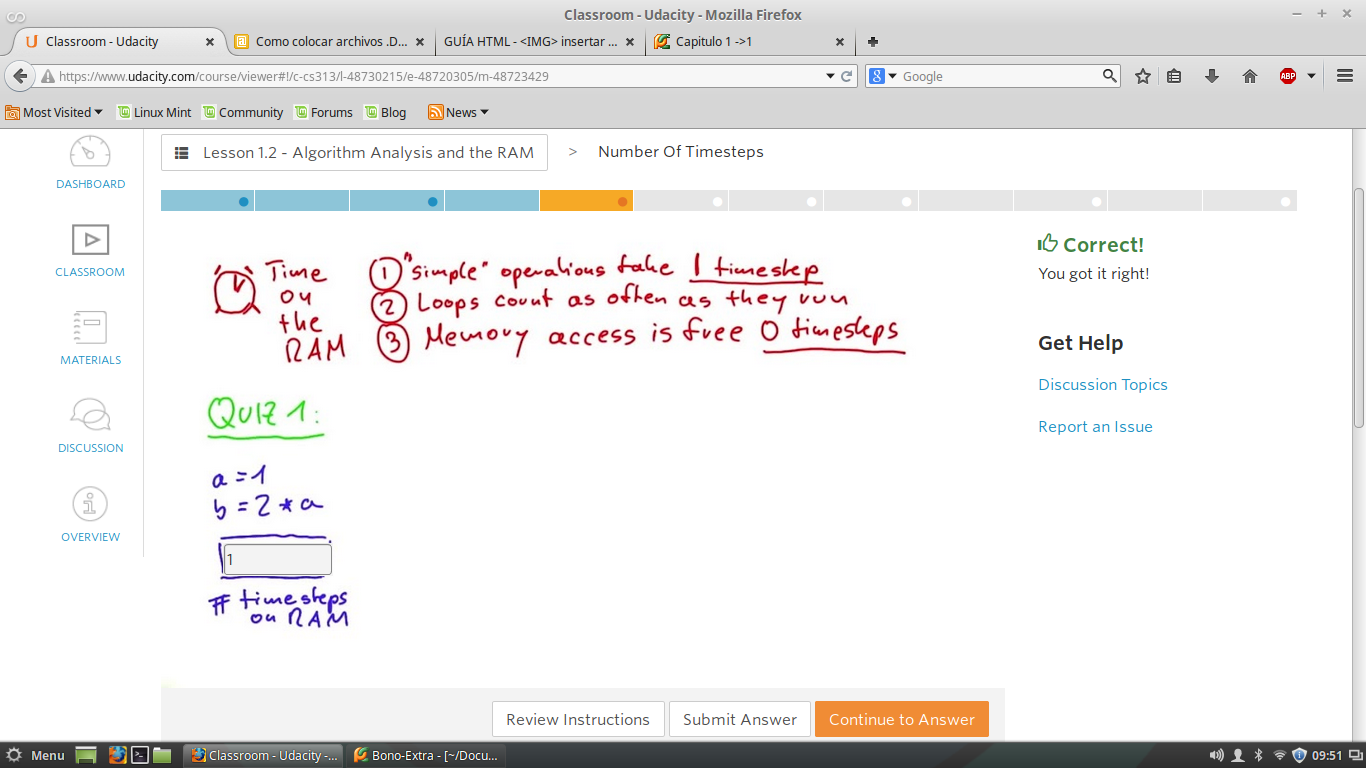 Classroom - Udacity - Mozilla Firefox
Classroom - Udacity
Como colocar archivos .D...
GUÍA HTML - <IMG> insertar ...
Capitulo 1 ->1
https://www.udacity.com/course/viewer#!/c-cs313/l-48730215/e-48720305/m-48723429
Google
ABP
Most Visited
Linux Mint
Community
Forums
Blog
News
DASHBOARD
CLASSROOM
MATERIALS
DISCUSSION
OVERVIEW
Lesson 1.2 - Algorithm Analysis and the RAM > Number Of Timesteps
Time
on
the
RAM
① "simple" operations take 1 timestep
② Loops count as often as they run
③ Memory access is free 0 timesteps
QUIZ 1:
a = 1
b = 2 * a
1
# timesteps
on RAM
Correct!
You got it right!
Get Help
Discussion Topics
Report an Issue
Review Instructions
Submit Answer
Continue to Answer
Menu
Classroom - Udacity -...
Bono-Extra - [~/Docu...
09:51